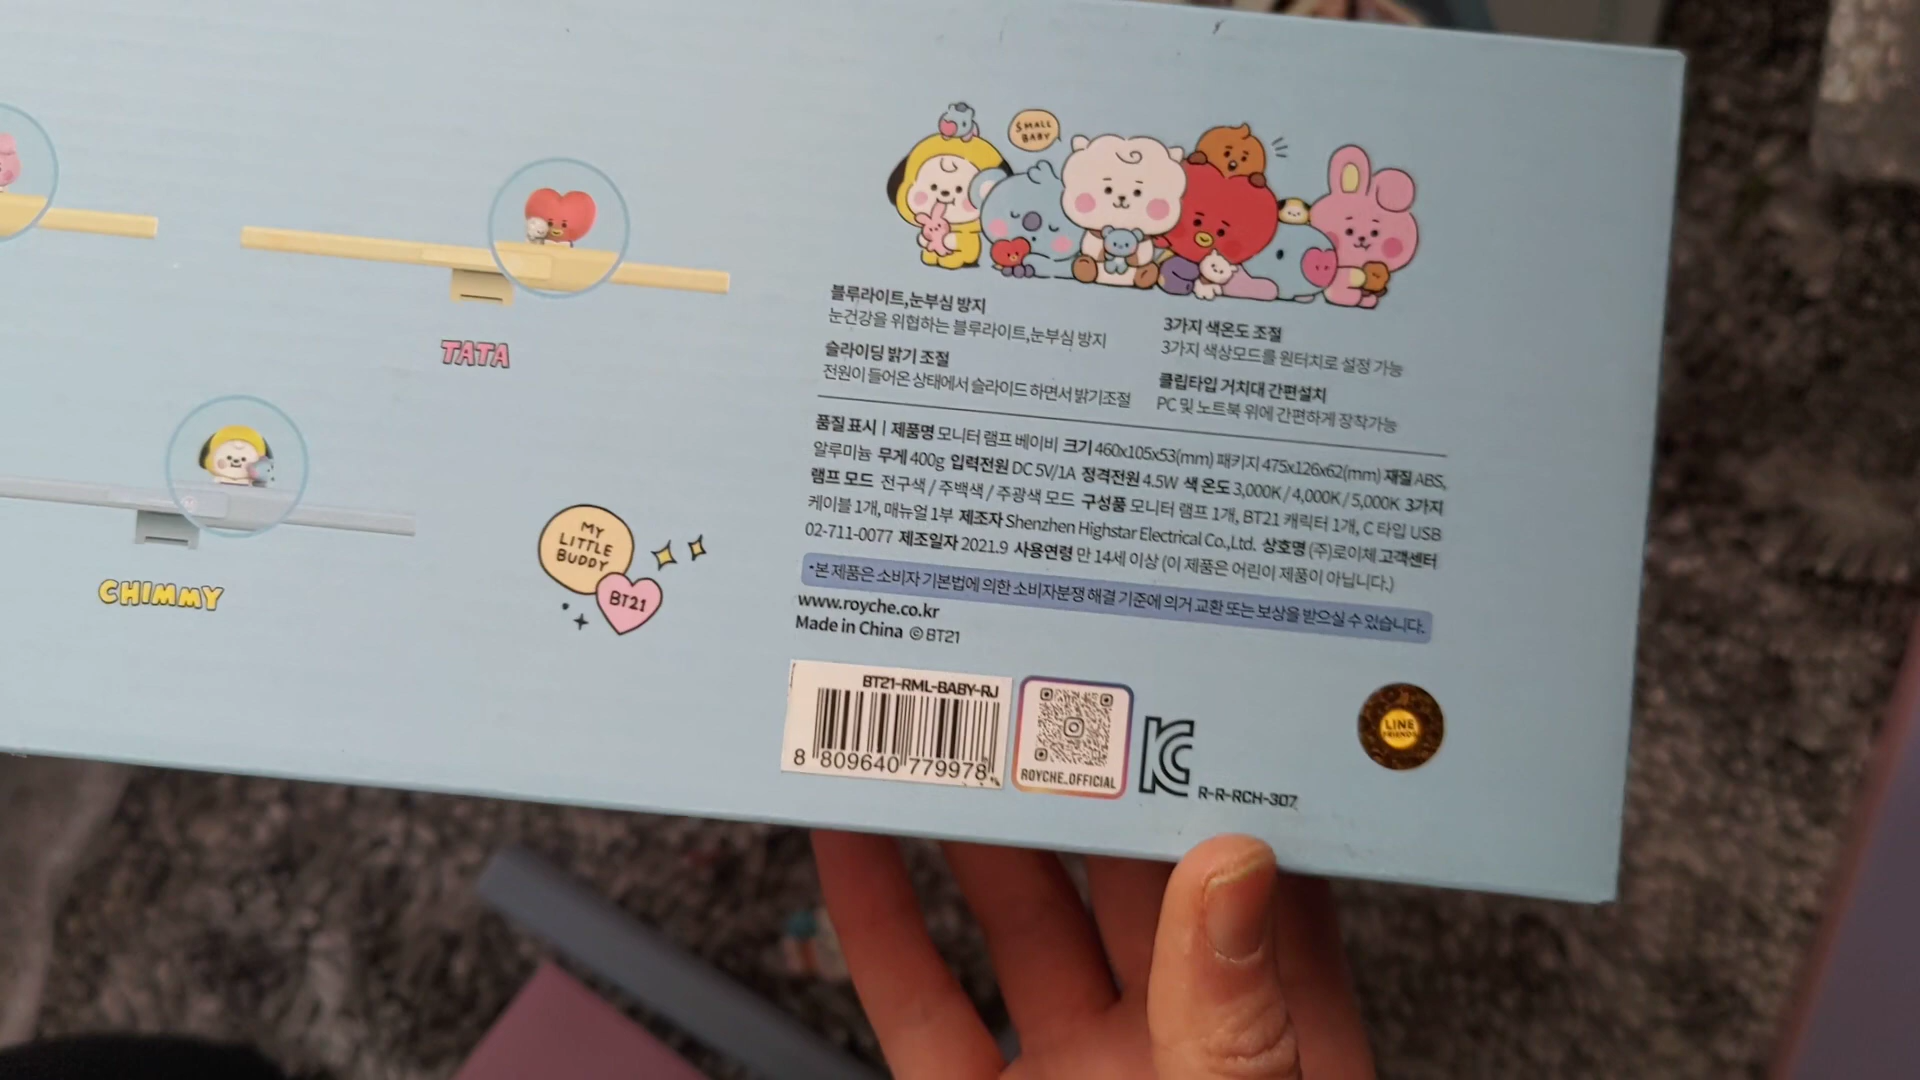 SMALL
BABY
TATA
CHIMMY
MY
LITTLE
BUDDY
BT21
블루라이트,눈부심 방지
눈건강을 위협하는 블루라이트,눈부심 방지
슬라이딩 밝기 조절
전원이 들어온 상태에서 슬라이드 하면서 밝기조절
3가지 색온도 조절
3가지 색상모드를 원터치로 설정 가능
클립타입 거치대 간편설치
PC 및 노트북 위에 간편하게 장착가능
품질 표시 | 제품명 모니터 램프 베이비 크기 460x105x53(mm) 패키지 475x126x62(mm) 재질 ABS,
알루미늄 무게 400g 입력전원 DC 5V/1A 정격전원 4.5W 색 온도 3,000K / 4,000K / 5,000K 3가지
램프 모드 전구색 / 주백색 / 주광색 모드 구성품 모니터 램프 1개, BT21 캐릭터 1개, C 타입 USB
케이블 1개, 매뉴얼 1부 제조자 Shenzhen Highstar Electrical Co.,Ltd. 상호명 (주)로이체 고객센터
02-711-0077 제조일자 2021.9 사용연령 만 14세 이상 (이 제품은 어린이 제품이 아닙니다.)
•본 제품은 소비자 기본법에 의한 소비자분쟁 해결 기준에 의거 교환 또는 보상을 받으실 수 있습니다.
www.royche.co.kr
Made in China ©BT21
BT21-RML-BABY-RJ
8 809640 779978
ROYCHE_OFFICIAL
R-R-RCH-307
LINE
FRIENDS